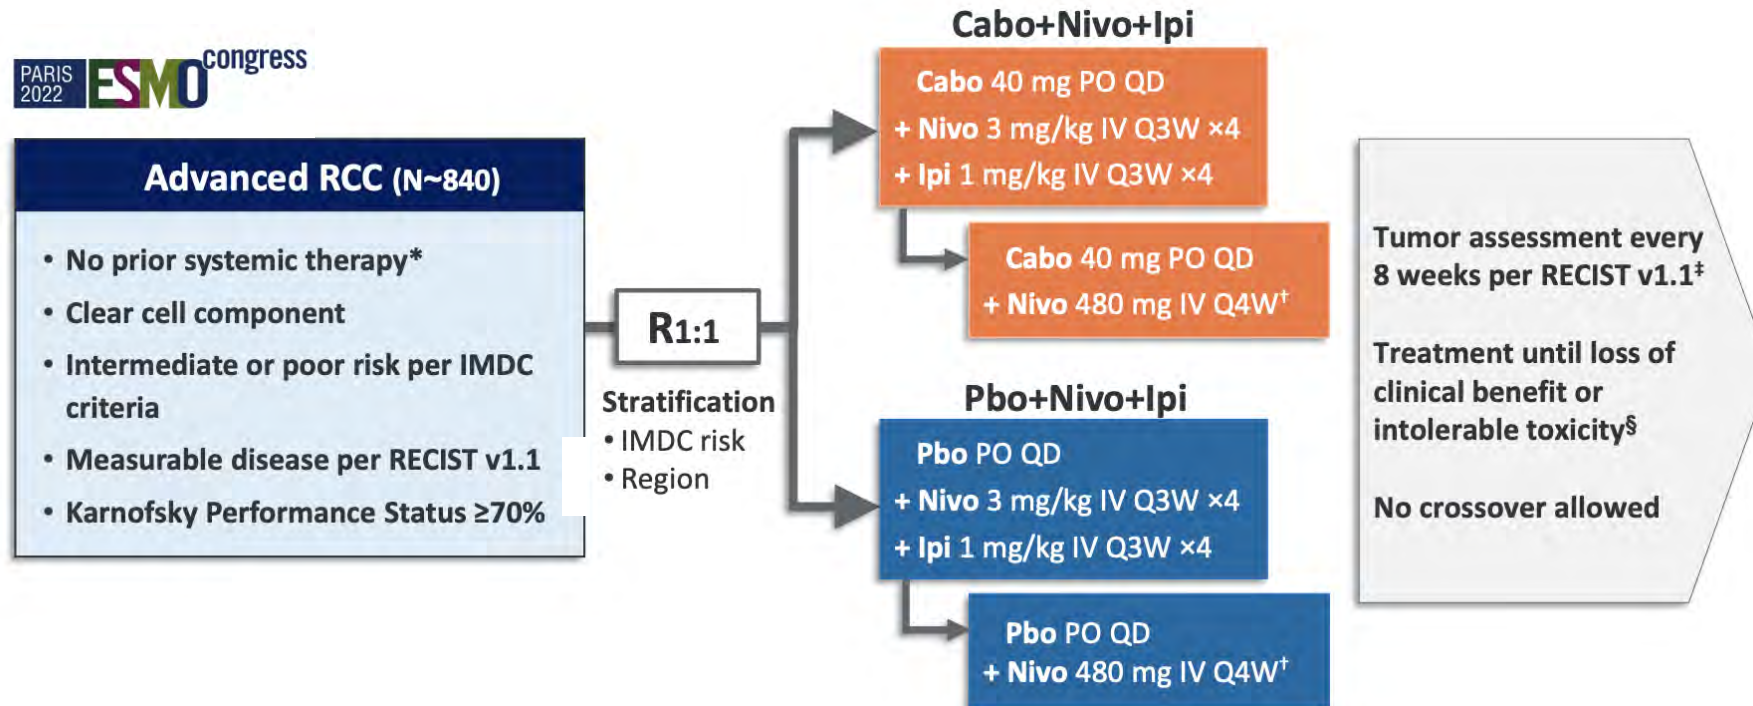 PARIS
2022
ESMO
congress
Advanced RCC (N~840)
• No prior systemic therapy*
• Clear cell component
• Intermediate or poor risk per IMDC
criteria
• Measurable disease per RECIST v1.1
• Karnofsky Performance Status ≥70%
R1:1
Stratification
• IMDC risk
• Region
Cabo+Nivo+Ipi
Cabo 40 mg PO QD
+ Nivo 3 mg/kg IV Q3W ×4
+ Ipi 1 mg/kg IV Q3W ×4
Cabo 40 mg PO QD
+ Nivo 480 mg IV Q4W†
Pbo+Nivo+Ipi
Pbo PO QD
+ Nivo 3 mg/kg IV Q3W ×4
+ Ipi 1 mg/kg IV Q3W ×4
Pbo PO QD
+ Nivo 480 mg IV Q4W†
Tumor assessment every
8 weeks per RECIST v1.1‡
Treatment until loss of
clinical benefit or
intolerable toxicity§
No crossover allowed